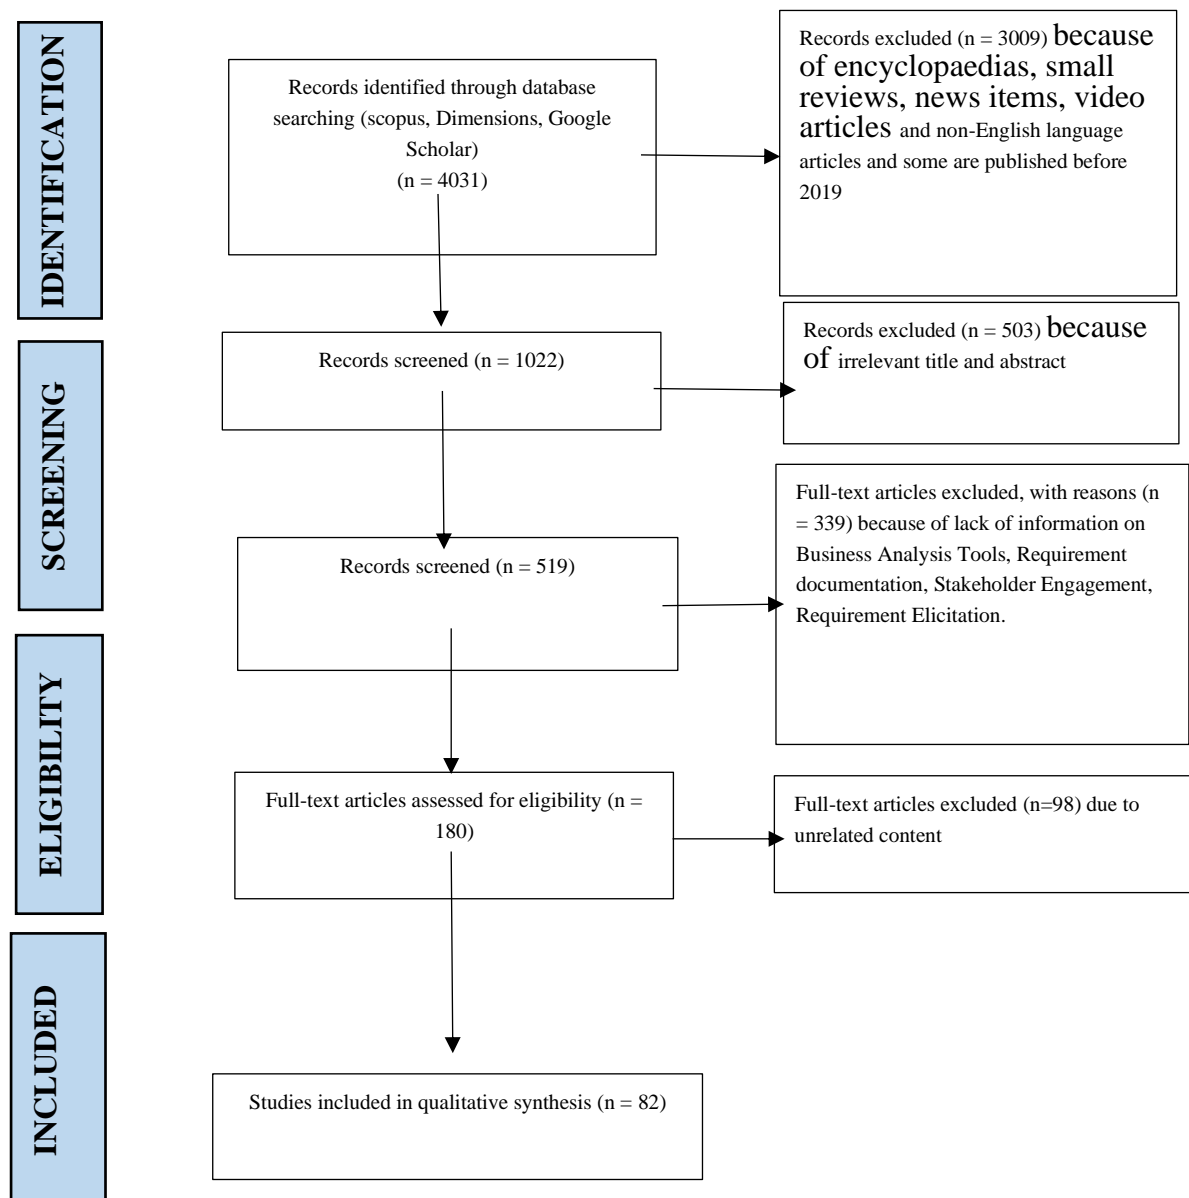 IDENTIFICATION
Records identified through database
searching (scopus, Dimensions, Google
Scholar)
(n = 4031)
Records excluded (n = 3009) because
of encyclopaedias, small
reviews, news items, video
articles and non-English language
articles and some are published before
2019
SCREENING
Records screened (n = 1022)
Records excluded (n = 503) because
of irrelevant title and abstract
Records screened (n = 519)
Full-text articles excluded, with reasons (n
= 339) because of lack of information on
Business Analysis Tools, Requirement
documentation, Stakeholder Engagement,
Requirement Elicitation.
ELIGIBILITY
Full-text articles assessed for eligibility (n =
180)
Full-text articles excluded (n=98) due to
unrelated content
INCLUDED
Studies included in qualitative synthesis (n = 82)